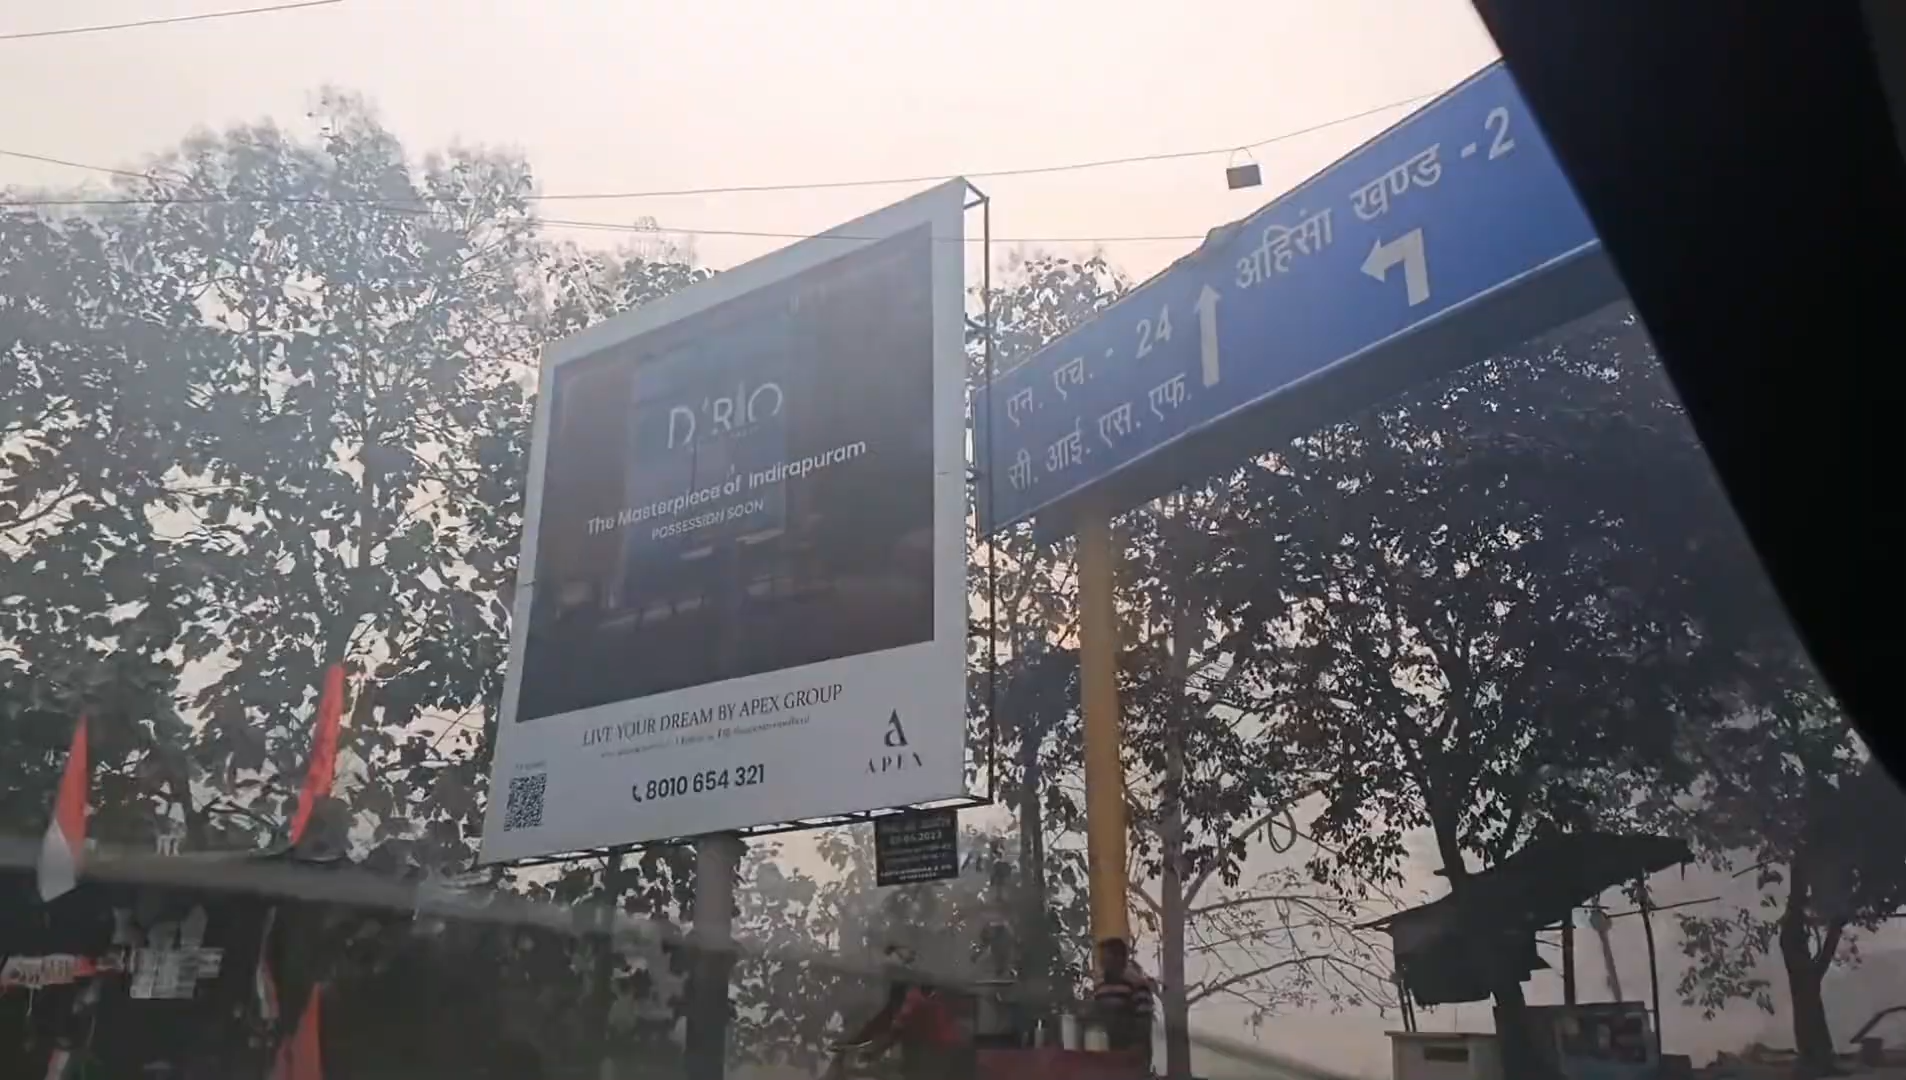 D'RIO
The Masterpiece of Indirapuram
POSSESSION SOON
LIVE YOUR DREAM BY APEX GROUP
8010 654 321
APEX
एन. एच. - 24
सी. आई. एस. एफ.
अहिसां खण्ड - 2